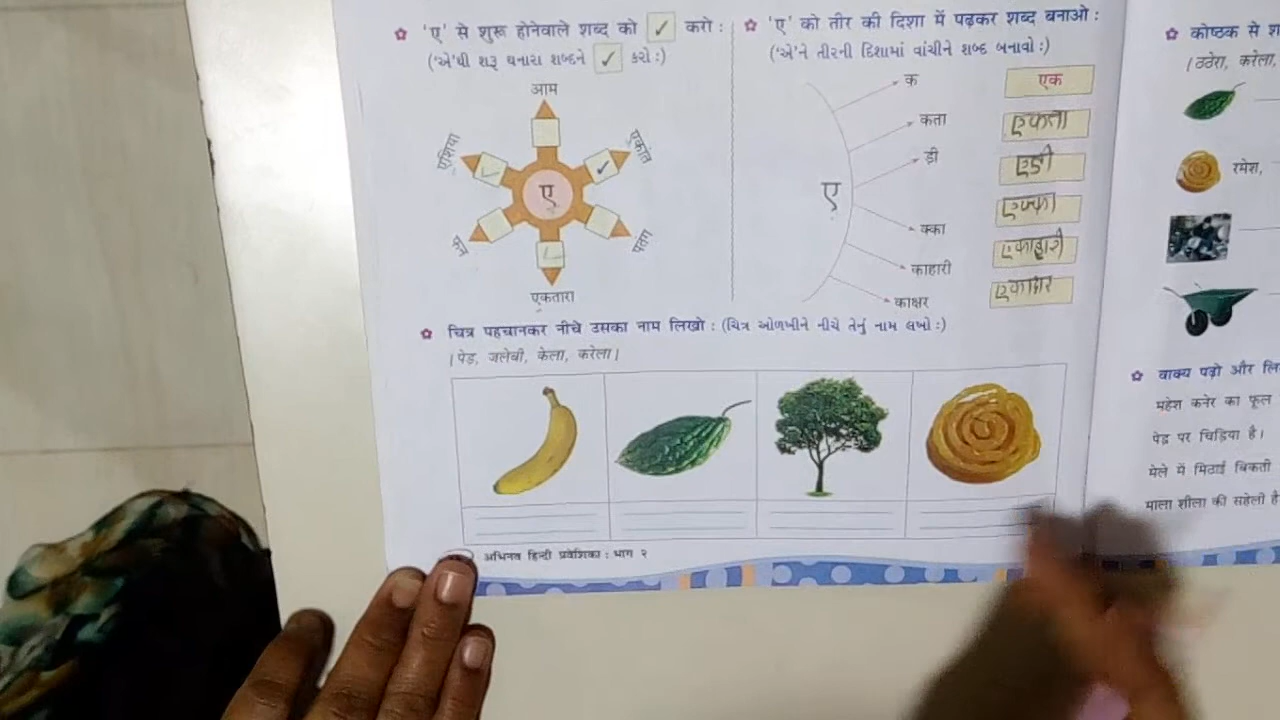 'ए' से शुरू होनेवाले शब्द को ✓ करो :
('એ'થી શરૂ થનારા શબ્દને ✓ કરો :)
आम
एशिया
एकांत
ए
एकतारा
'ए' को तीर की दिशा में पढ़कर शब्द बनाओ :
('એ'ને તીરની દિશામાં વાંચીને શબ્દ બનાવો :)
ए
क एक
कता एकता
ड़ी एड़ी
क्का एक्का
काहारी एकाहारी
काक्षर एकाक्षर
चित्र पहचानकर नीचे उसका नाम लिखो : (ચિત્ર ઓળખીને નીચે તેનું નામ લખો :)
[पेड़, जलेबी, केला, करेला]
अभिनव हिन्दी प्रवेशिका : भाग २
कोष्ठक से
[ठठेरा, करेला,
रमेश,
वाक्य पढ़ो और
महेश कनेर का फूल
पेड़ पर चिड़िया है।
मेले में मिठाई बिकती
माला शीला की सहेली है